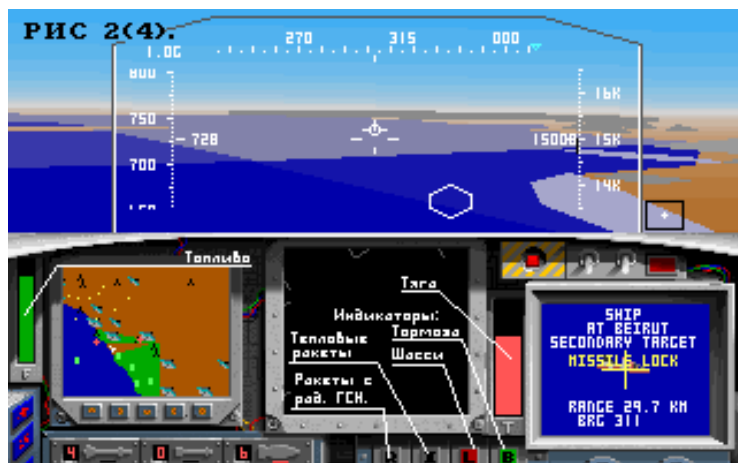 РИС 2(4).
270 315 000
1.0G
800
750
728
700
16K
15000 15K
14K
Топливо
Тяга
Индикаторы:
Тепловые
ракеты
Тормоза
Шасси
Ракеты с
рад. ГСН.
SHIP
AT BEIRUT
SECONDARY TARGET
MISSILE LOCK
RANGE 29.7 KM
BRG 311
F
T
4 0 6
R L B